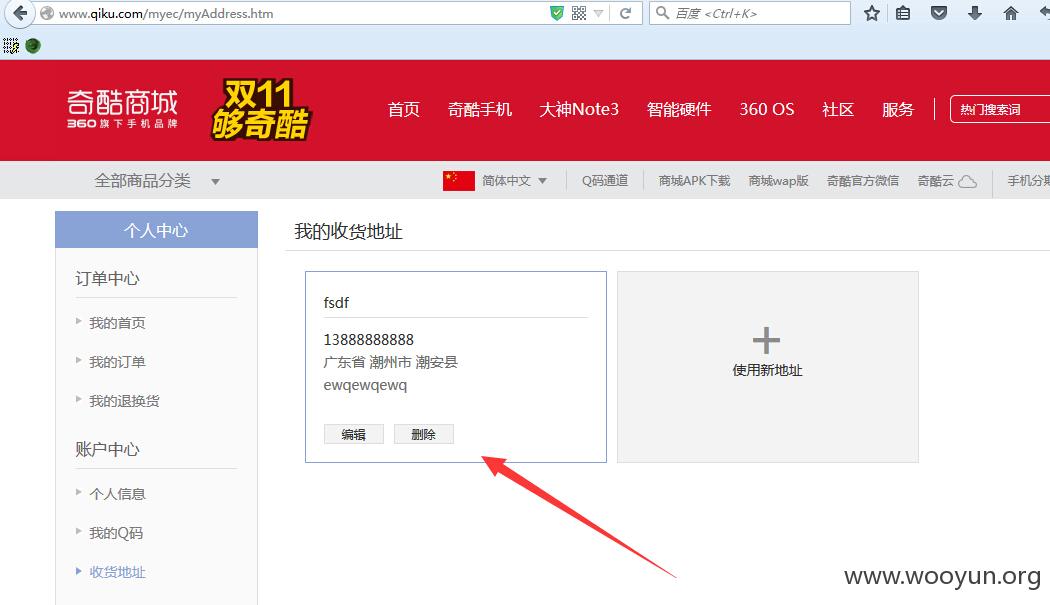 www.qiku.com/myec/myAddress.htm
百度 <Ctrl+K>
奇酷商城
360旗下手机品牌
双11
够奇酷
首页 奇酷手机 大神Note3 智能硬件 360 OS 社区 服务 热门搜索词
全部商品分类 简体中文 Q码通道 商城APK下载 商城wap版 奇酷官方微信 奇酷云 手机分期
个人中心
订单中心
我的首页
我的订单
我的退换货
账户中心
个人信息
我的Q码
收货地址
我的收货地址
fsdf
13888888888
广东省 潮州市 潮安县
ewqewqewq
编辑 删除
使用新地址
www.wooyun.org